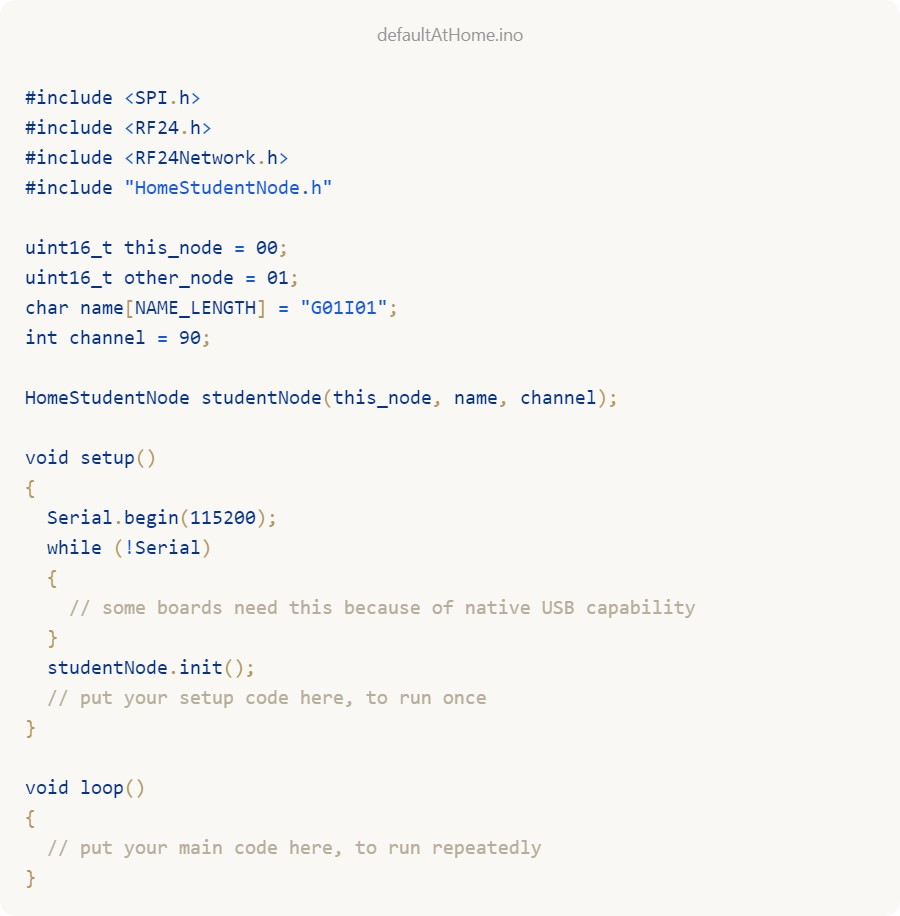 defaultAtHome.ino
#include <SPI.h>
#include <RF24.h>
#include <RF24Network.h>
#include "HomeStudentNode.h"
uint16_t this_node = 00;
uint16_t other_node = 01;
char name[NAME_LENGTH] = "G01I01";
int channel = 90;
HomeStudentNode studentNode(this_node, name, channel);
void setup()
{
  Serial.begin(115200);
  while (!Serial)
  {
    // some boards need this because of native USB capability
  }
  studentNode.init();
  // put your setup code here, to run once
}
void loop()
{
  // put your main code here, to run repeatedly
}